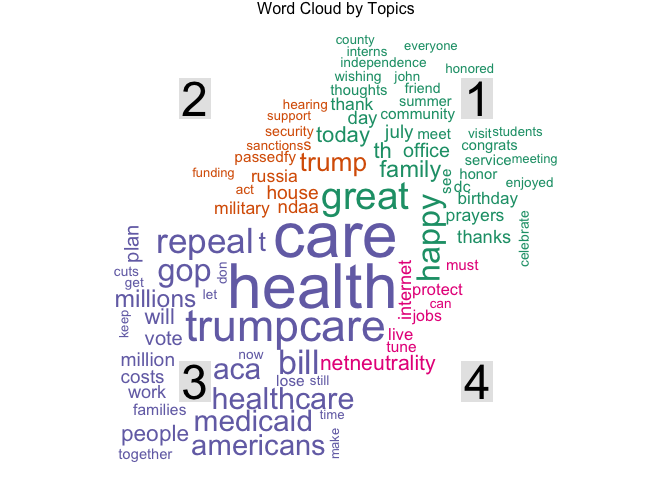 Word Cloud by Topics
county
interns everyone
independence
wishing john honored
thoughts friend
2 1
hearing thank summer
support day community
security today july meet visit students
sanctions s th office congrats
passed fy trump family service meeting
funding russia see honor
act house great dc enjoyed
military ndaa happy birthday
prayers
plan repeal t care thanks celebrate
cuts gop don health internet must
get protect
millions let can
keep will trumpcare jobs
vote live
tune
million now bill netneutrality
costs 3 aca lose still 4
work healthcare
families medicaid time
people americans make
together